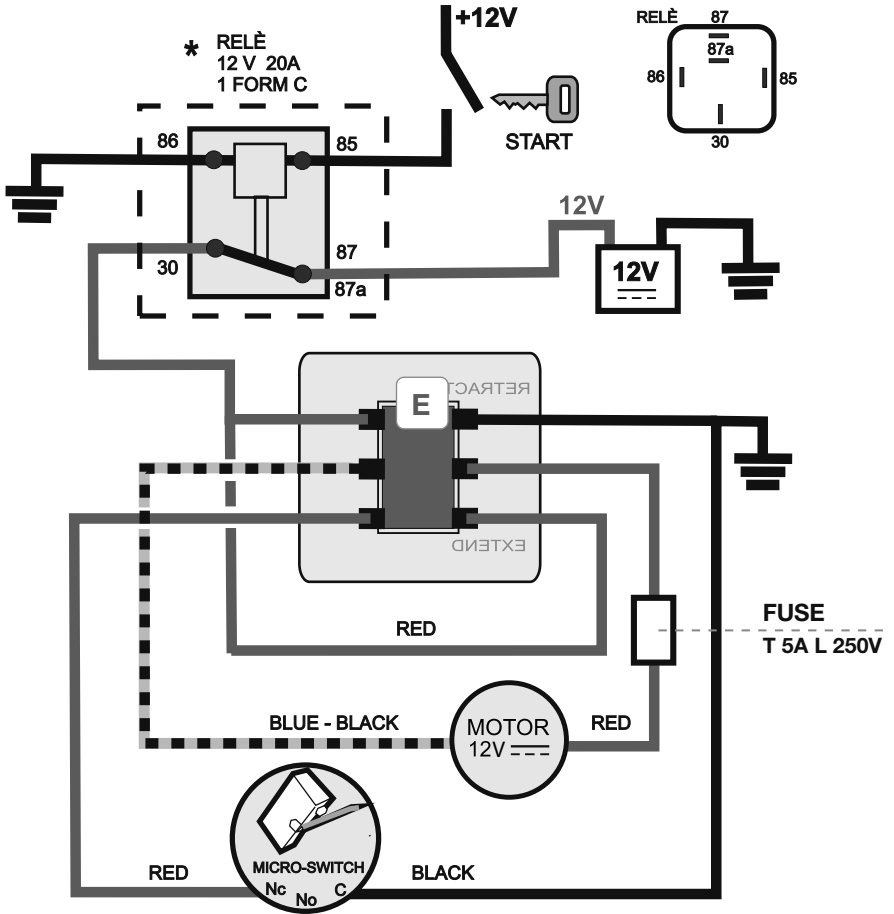 * RELÈ
12 V 20A
1 FORM C
+12V
START
RELÈ
87
87a
86
85
30
86
85
30
87
87a
12V
12V
RETRACT
E
EXTEND
RED
FUSE
T 5A L 250V
BLUE - BLACK
MOTOR
12V
RED
MICRO-SWITCH
Nc
No
C
RED
BLACK